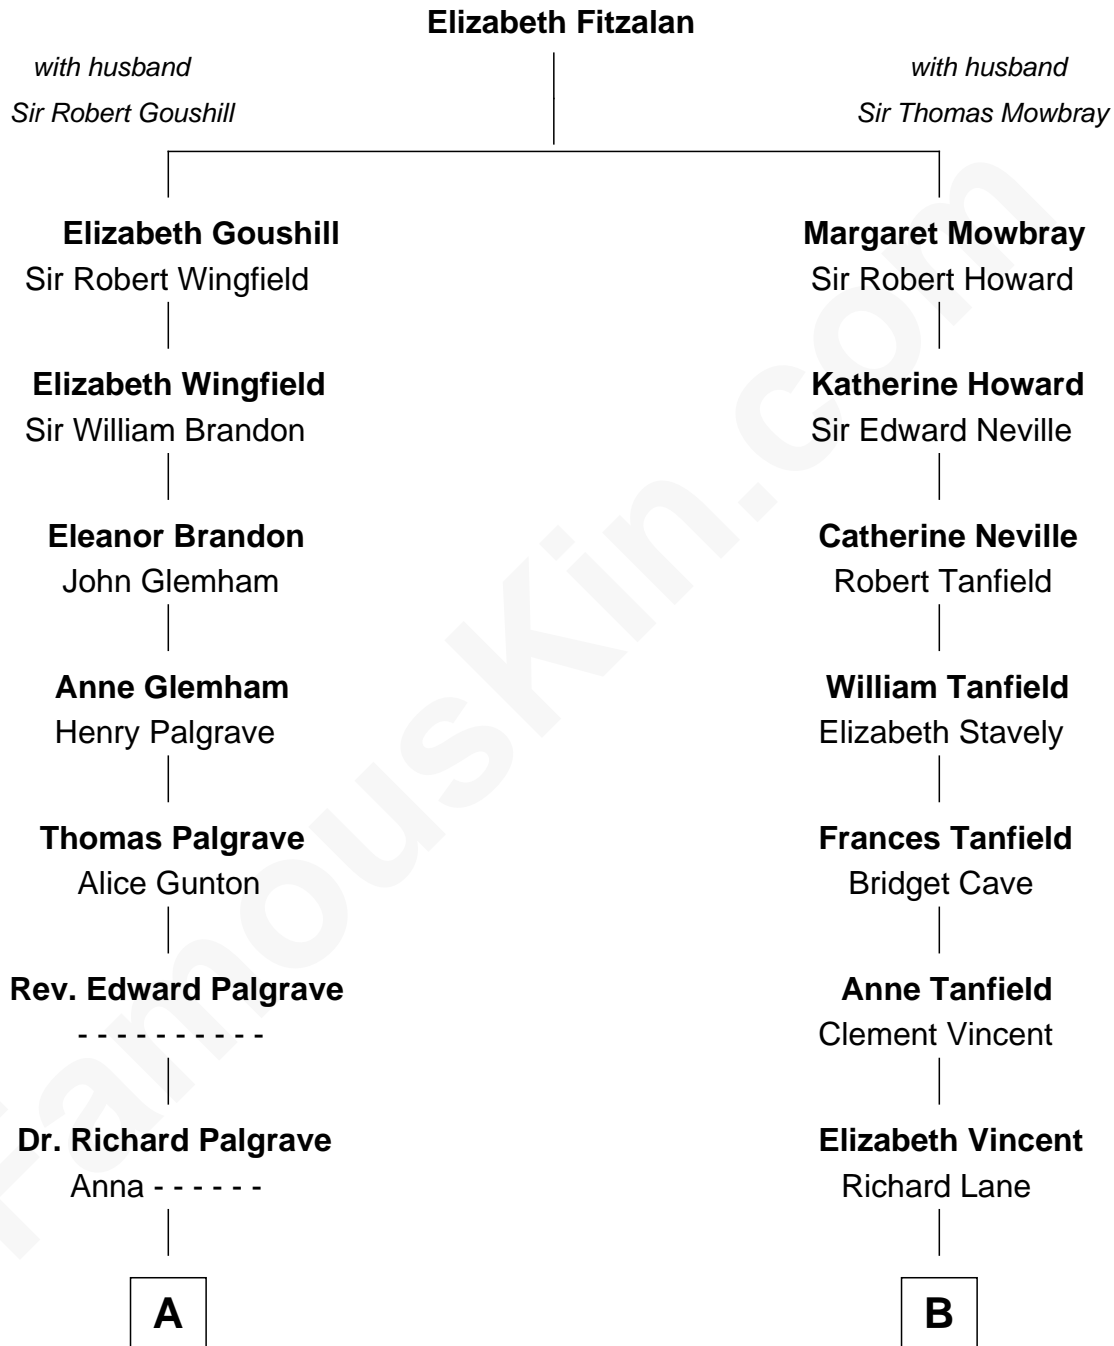 Elizabeth Fitzalan
with husband
Sir Robert Goushill
with husband
Sir Thomas Mowbray
Elizabeth Goushill
Sir Robert Wingfield
Margaret Mowbray
Sir Robert Howard
Elizabeth Wingfield
Sir William Brandon
Katherine Howard
Sir Edward Neville
Eleanor Brandon
John Glemham
Catherine Neville
Robert Tanfield
Anne Glemham
Henry Palgrave
William Tanfield
Elizabeth Stavely
Thomas Palgrave
Alice Gunton
Frances Tanfield
Bridget Cave
Rev. Edward Palgrave
- - - - - - - - - -
Anne Tanfield
Clement Vincent
Dr. Richard Palgrave
Anna - - - - - -
Elizabeth Vincent
Richard Lane
A
B
FamousKin.com